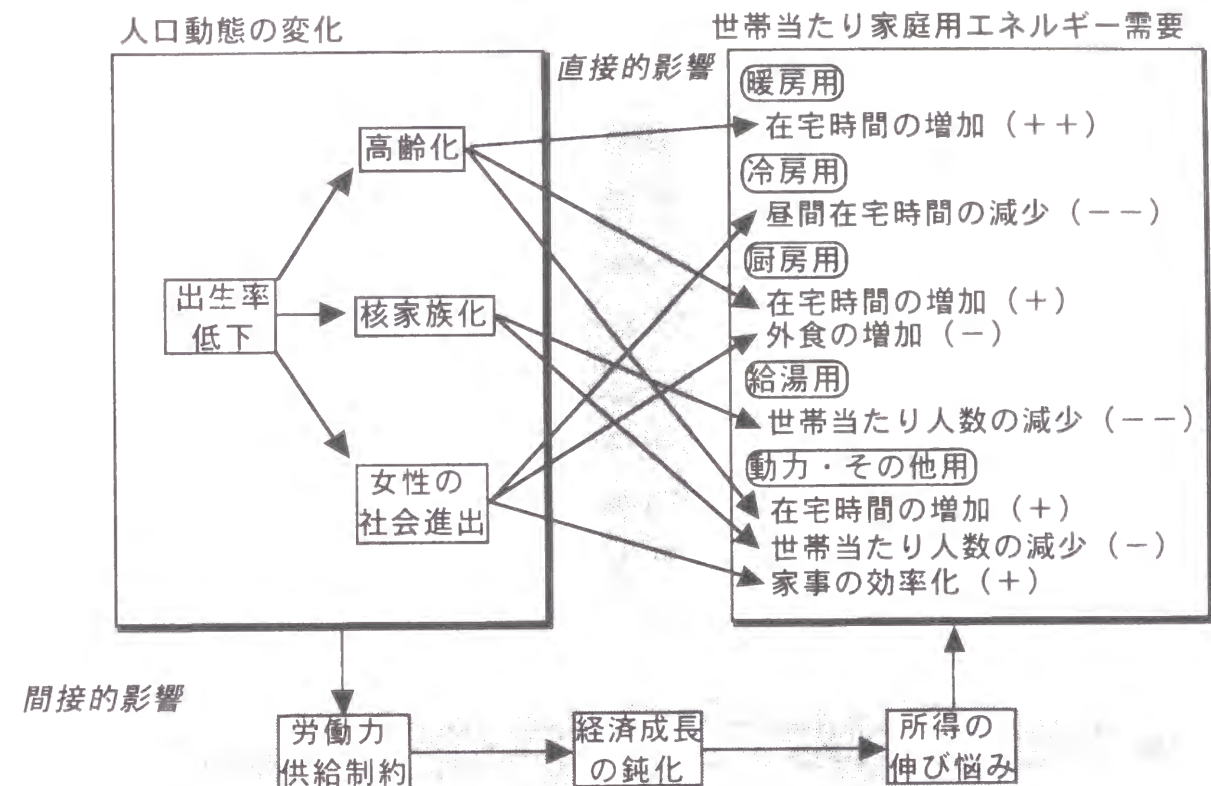 人口動態の変化
世帯当たり家庭用エネルギー需要
直接的影響
高齢化
出生率
低下
核家族化
女性の
社会進出
暖房用
在宅時間の増加（＋＋）
冷房用
昼間在宅時間の減少（－－）
厨房用
在宅時間の増加（＋）
外食の増加（－）
給湯用
世帯当たり人数の減少（－－）
動力・その他用
在宅時間の増加（＋）
世帯当たり人数の減少（－）
家事の効率化（＋）
間接的影響
労働力
供給制約
経済成長
の鈍化
所得の
伸び悩み